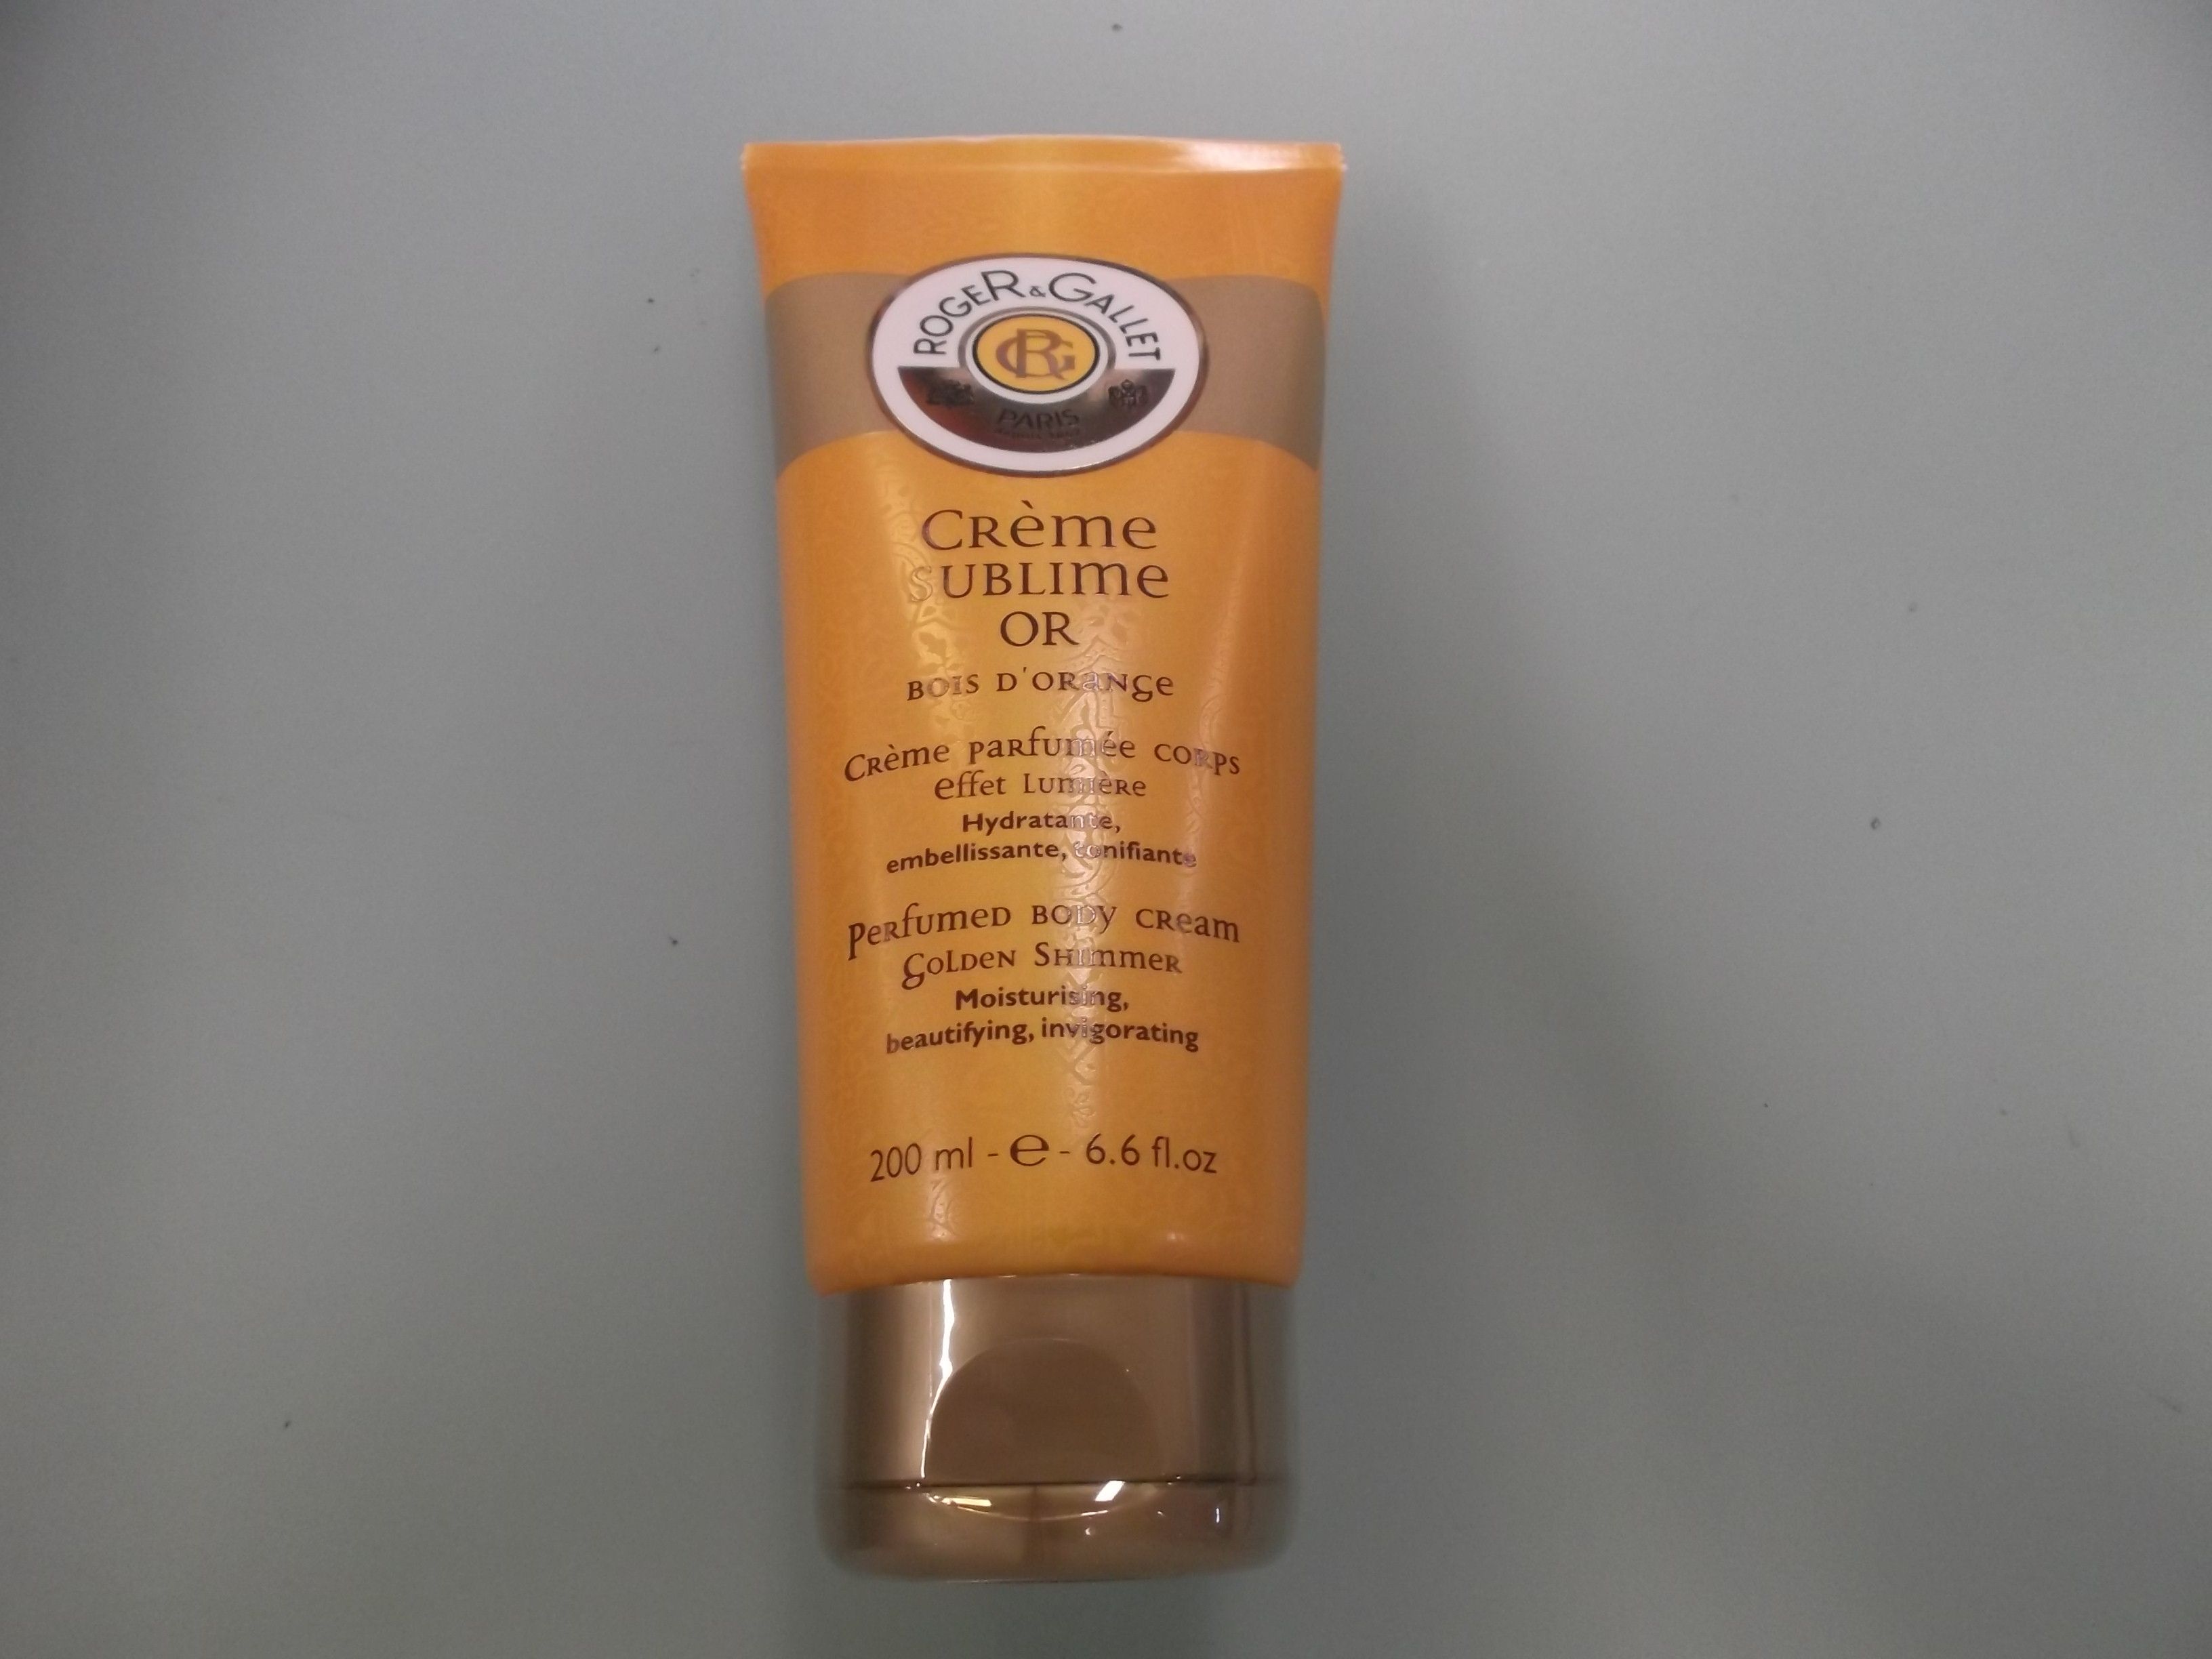 ROGER & GALLET
RG
PARIS
Crème
sublime
or
bois d'orange
Crème parfumée corps
effet Lumière
Hydratante,
embellissante, tonifiante
Perfumed body cream
Golden Shimmer
Moisturising,
beautifying, invigorating
200 ml - e - 6.6 fl.oz